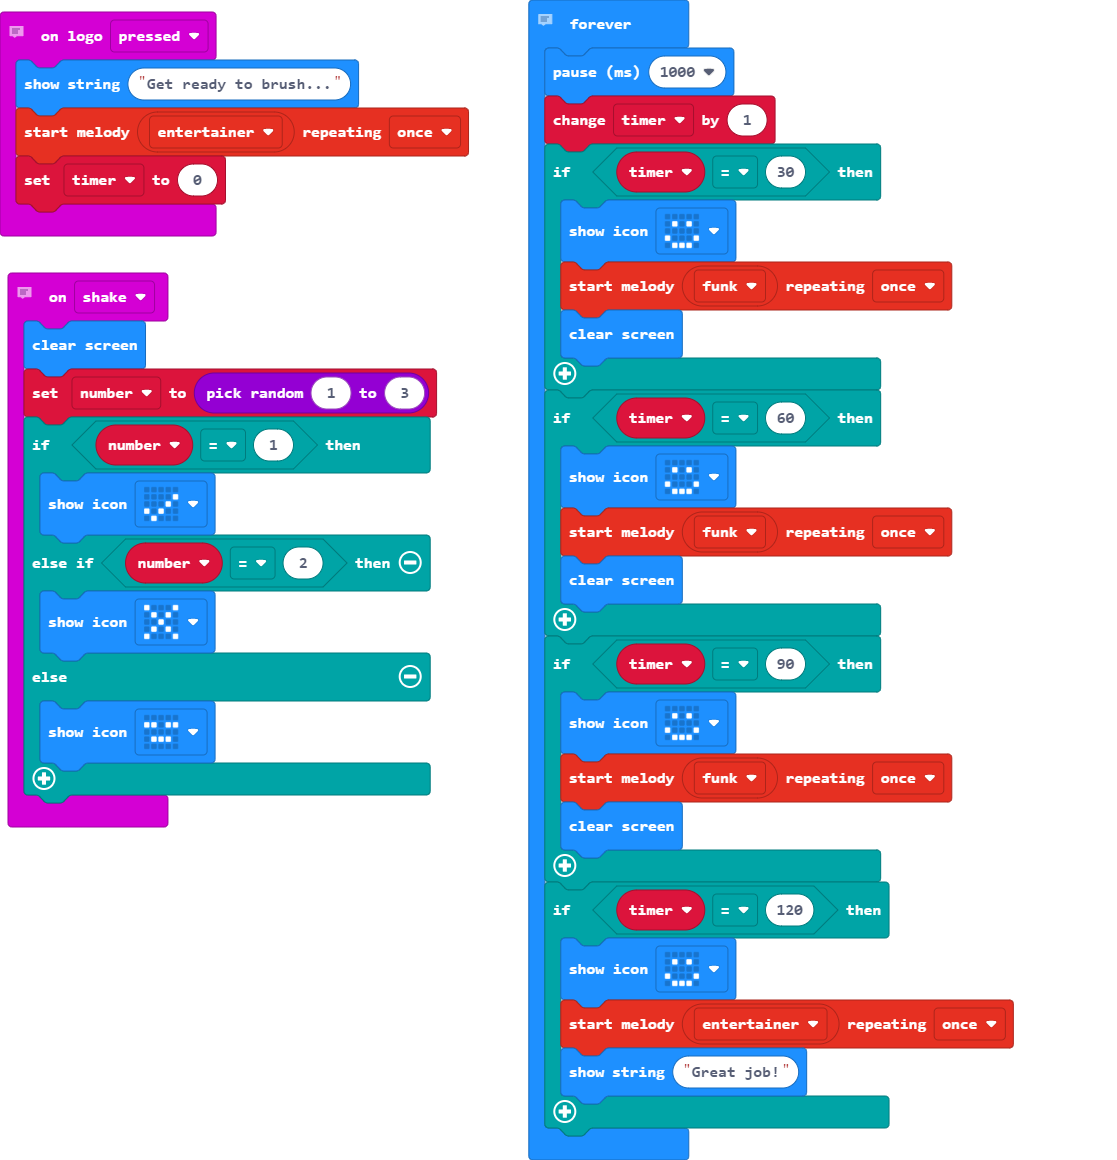 on logo pressed
show string "Get ready to brush..."
start melody entertainer repeating once
set timer to 0
on shake
clear screen
set number to pick random 1 to 3
if number = 1 then
show icon
else if number = 2 then
show icon
else
show icon
forever
pause (ms) 1000
change timer by 1
if timer = 30 then
show icon
start melody funk repeating once
clear screen
if timer = 60 then
show icon
start melody funk repeating once
clear screen
if timer = 90 then
show icon
start melody funk repeating once
clear screen
if timer = 120 then
show icon
start melody entertainer repeating once
show string "Great job!"